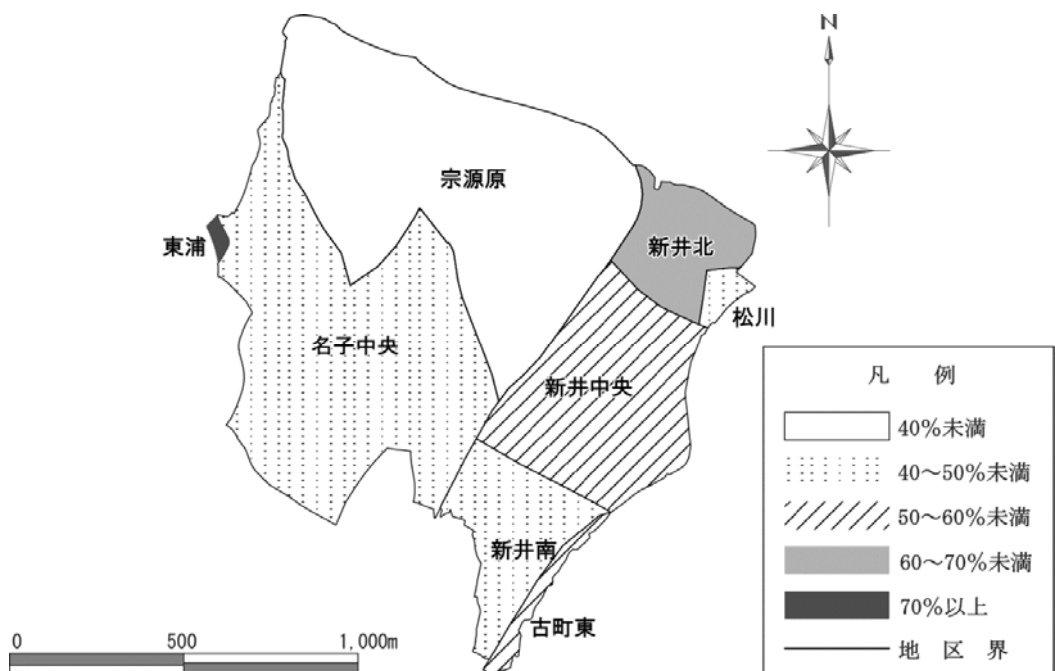 N
宗源原
新井北
東浦
松川
名子中央
新井中央
新井南
古町東
凡 例
40%未満
40～50%未満
50～60%未満
60～70%未満
70%以上
地 区 界
0 500 1,000m